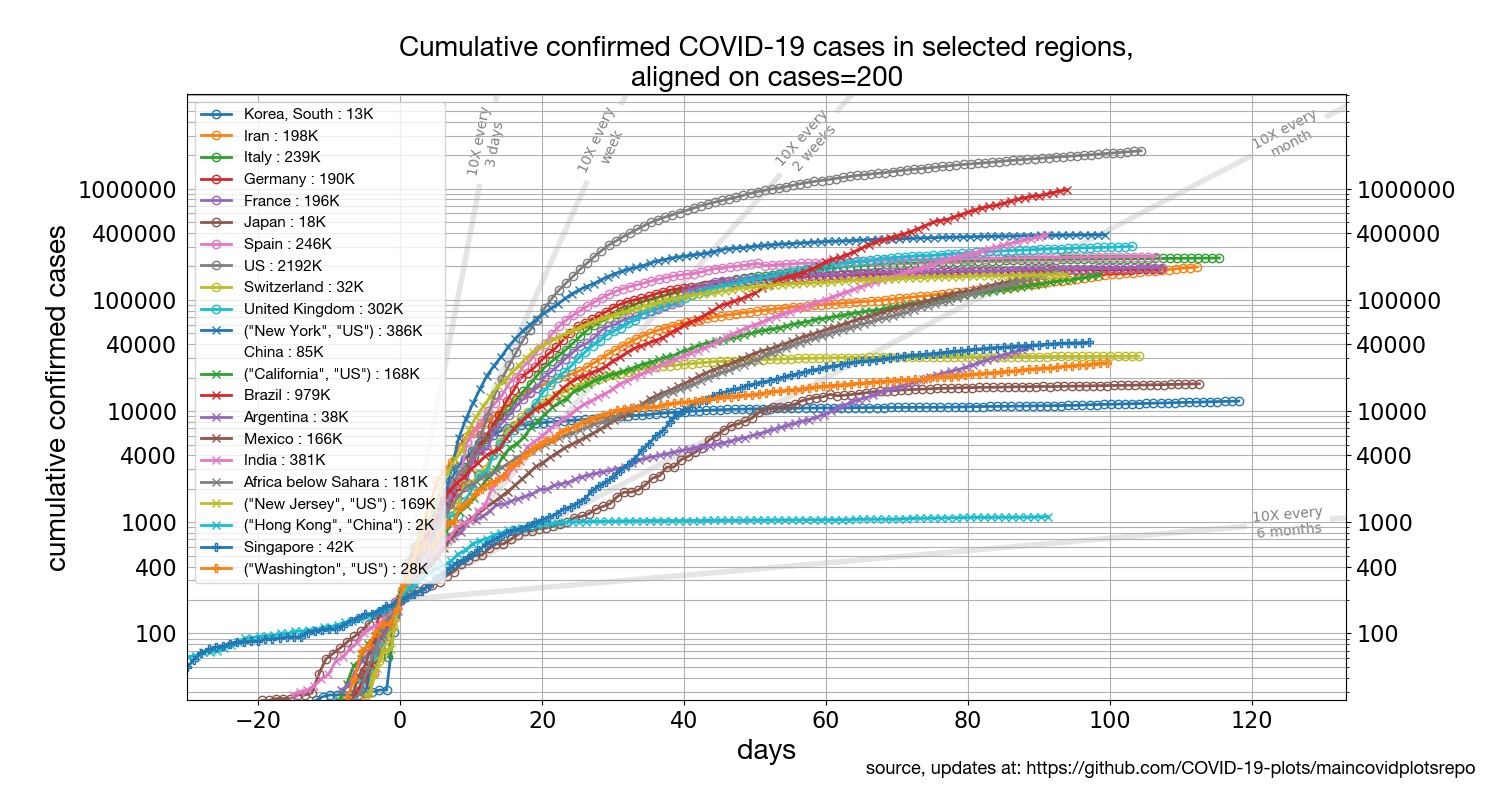 Cumulative confirmed COVID-19 cases in selected regions,
aligned on cases=200
Korea, South : 13K
Iran : 198K
Italy : 239K
Germany : 190K
France : 196K
Japan : 18K
Spain : 246K
US : 2192K
Switzerland : 32K
United Kingdom : 302K
("New York", "US") : 386K
China : 85K
("California", "US") : 168K
Brazil : 979K
Argentina : 38K
Mexico : 166K
India : 381K
Africa below Sahara : 181K
("New Jersey", "US") : 169K
("Hong Kong", "China") : 2K
Singapore : 42K
("Washington", "US") : 28K
10X every
3 days
10X every
week
10X every
2 weeks
10X every
month
10X every
6 months
cumulative confirmed cases
1000000
400000
100000
40000
10000
4000
1000
400
100
1000000
400000
100000
40000
10000
4000
1000
400
100
−20 0 20 40 60 80 100 120
days
source, updates at: https://github.com/COVID-19-plots/maincovidplotsrepo